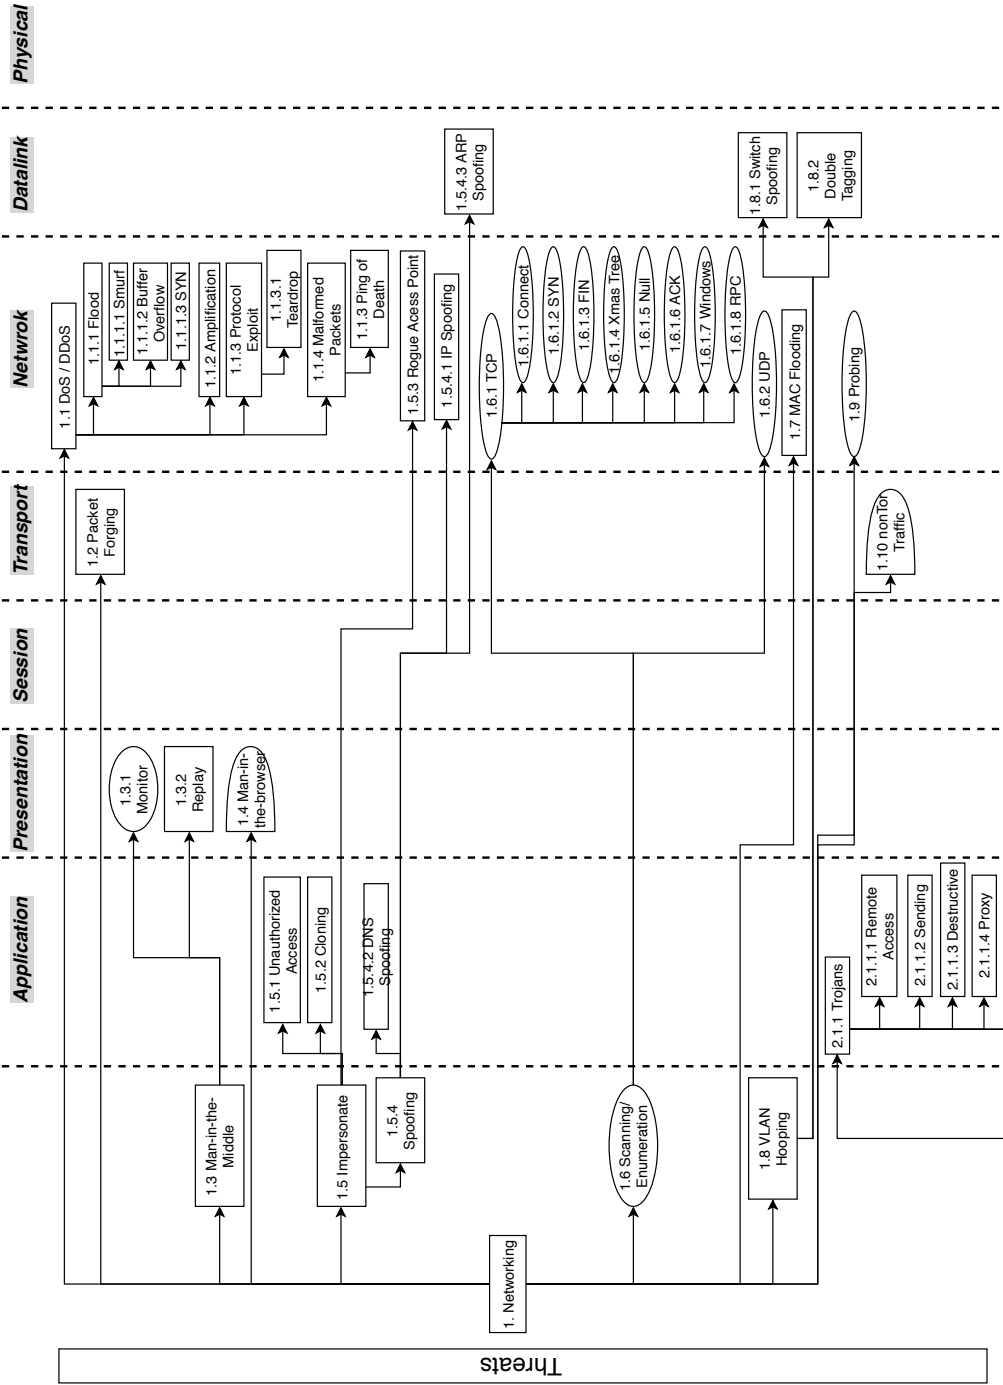 Physical
Datalink
Netwrok
Transport
Session
Presentation
Application
Threats
1. Networking
1.1 DoS / DDoS
1.1.1 Flood
1.1.1.1 Smurf
1.1.1.2 Buffer
Overflow
1.1.1.3 SYN
1.1.2 Amplification
1.1.3 Protocol
Exploit
1.1.3.1
Teardrop
1.1.4 Malformed
Packets
1.1.3 Ping of
Death
1.2 Packet
Forging
1.3 Man-in-the-
Middle
1.3.1
Monitor
1.3.2
Replay
1.4 Man-in-
the-browser
1.5 Impersonate
1.5.1 Unauthorized
Access
1.5.2 Cloning
1.5.3 Rogue Acess Point
1.5.4
Spoofing
1.5.4.1 IP Spoofing
1.5.4.2 DNS
Spoofing
1.5.4.3 ARP
Spoofing
1.6 Scanning/
Enumeration
1.6.1 TCP
1.6.1.1 Connect
1.6.1.2 SYN
1.6.1.3 FIN
1.6.1.4 Xmas Tree
1.6.1.5 Null
1.6.1.6 ACK
1.6.1.7 Windows
1.6.1.8 RPC
1.6.2 UDP
1.7 MAC Flooding
1.8 VLAN
Hooping
1.8.1 Switch
Spoofing
1.8.2
Double
Tagging
1.9 Probing
1.10 nonTor
Traffic
2.1.1 Trojans
2.1.1.1 Remote
Access
2.1.1.2 Sending
2.1.1.3 Destructive
2.1.1.4 Proxy